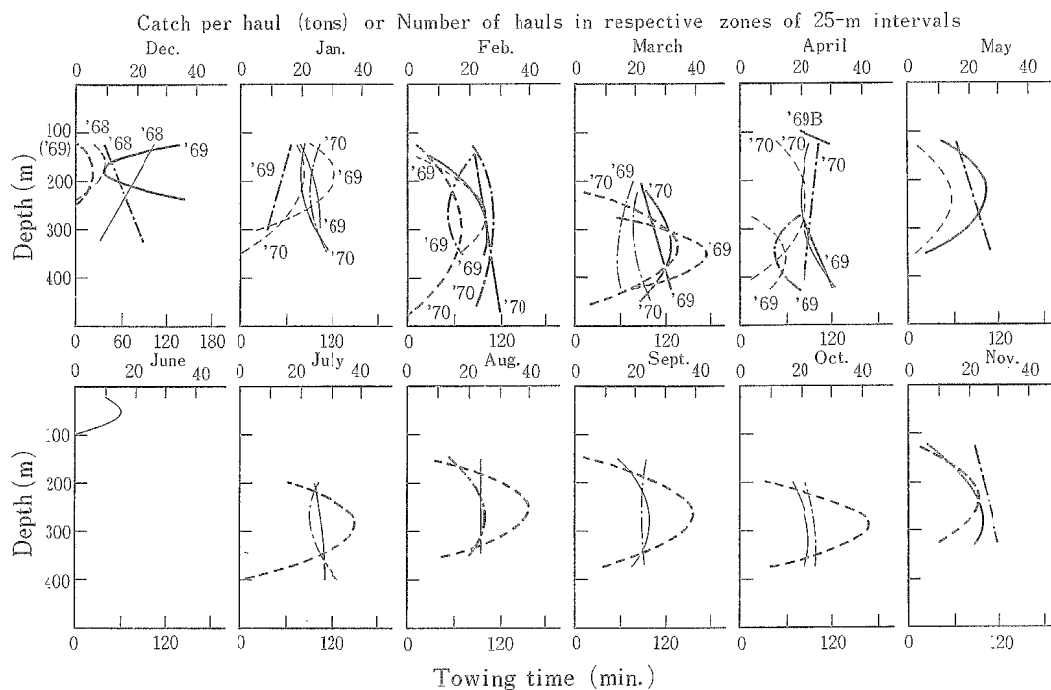 Catch per haul (tons) or Number of hauls in respective zones of 25-m intervals
Dec. Jan. Feb. March April May
0 20 40 0 20 40 0 20 40 0 20 40 0 20 40 0 20 40
Depth (m)
100
200
300
400
('69) '68 '68 '68 '69
'69 '70 '69 '69 '70 '70
'70 '69 '69 '69 '70 '70 '70
'70 '69 '70 '69 '70 '69
'69B '70 '70 '70 '69 '69 '69
0 60 120 180 0 120 0 120 0 120 0 120 0 120
June July Aug. Sept. Oct. Nov.
0 20 40 0 20 40 0 20 40 0 20 40 0 20 40 0 20 40
Depth (m)
100
200
300
400
0 120 0 120 0 120 0 120 0 120 0 120
Towing time (min.)